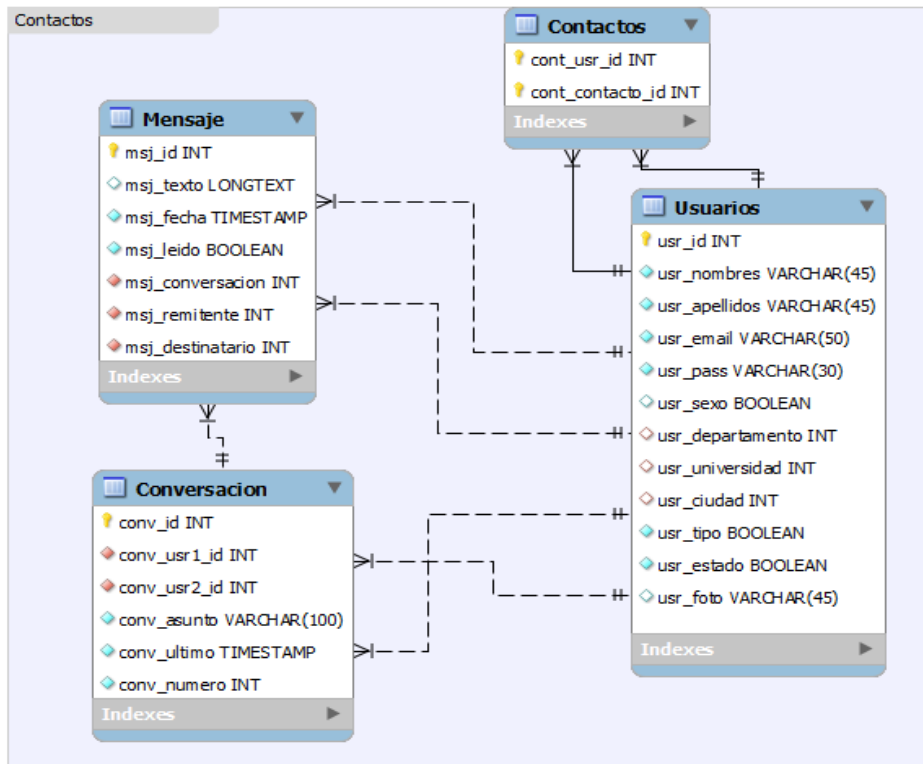 Contactos
Contactos
cont_usr_id INT
cont_contacto_id INT
Indexes
Mensaje
msj_id INT
msj_texto LONGTEXT
msj_fecha TIMESTAMP
msj_leido BOOLEAN
msj_conversacion INT
msj_remitente INT
msj_destinatario INT
Indexes
Usuarios
usr_id INT
usr_nombres VARCHAR(45)
usr_apellidos VARCHAR(45)
usr_email VARCHAR(50)
usr_pass VARCHAR(30)
usr_sexo BOOLEAN
usr_departamento INT
usr_universidad INT
usr_ciudad INT
usr_tipo BOOLEAN
usr_estado BOOLEAN
usr_foto VARCHAR(45)
Indexes
Conversacion
conv_id INT
conv_usr1_id INT
conv_usr2_id INT
conv_asunto VARCHAR(100)
conv_ultimo TIMESTAMP
conv_numero INT
Indexes